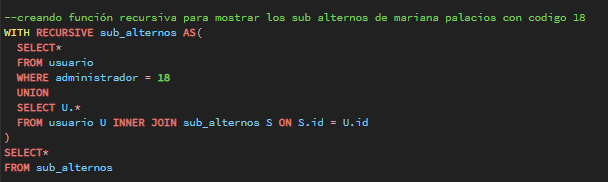 --creando función recursiva para mostrar los sub alternos de mariana palacios con codigo 18
WITH RECURSIVE sub_alternos AS(
  SELECT*
  FROM usuario
  WHERE administrador = 18
  UNION
  SELECT U.*
  FROM usuario U INNER JOIN sub_alternos S ON S.id = U.id
)
SELECT*
FROM sub_alternos